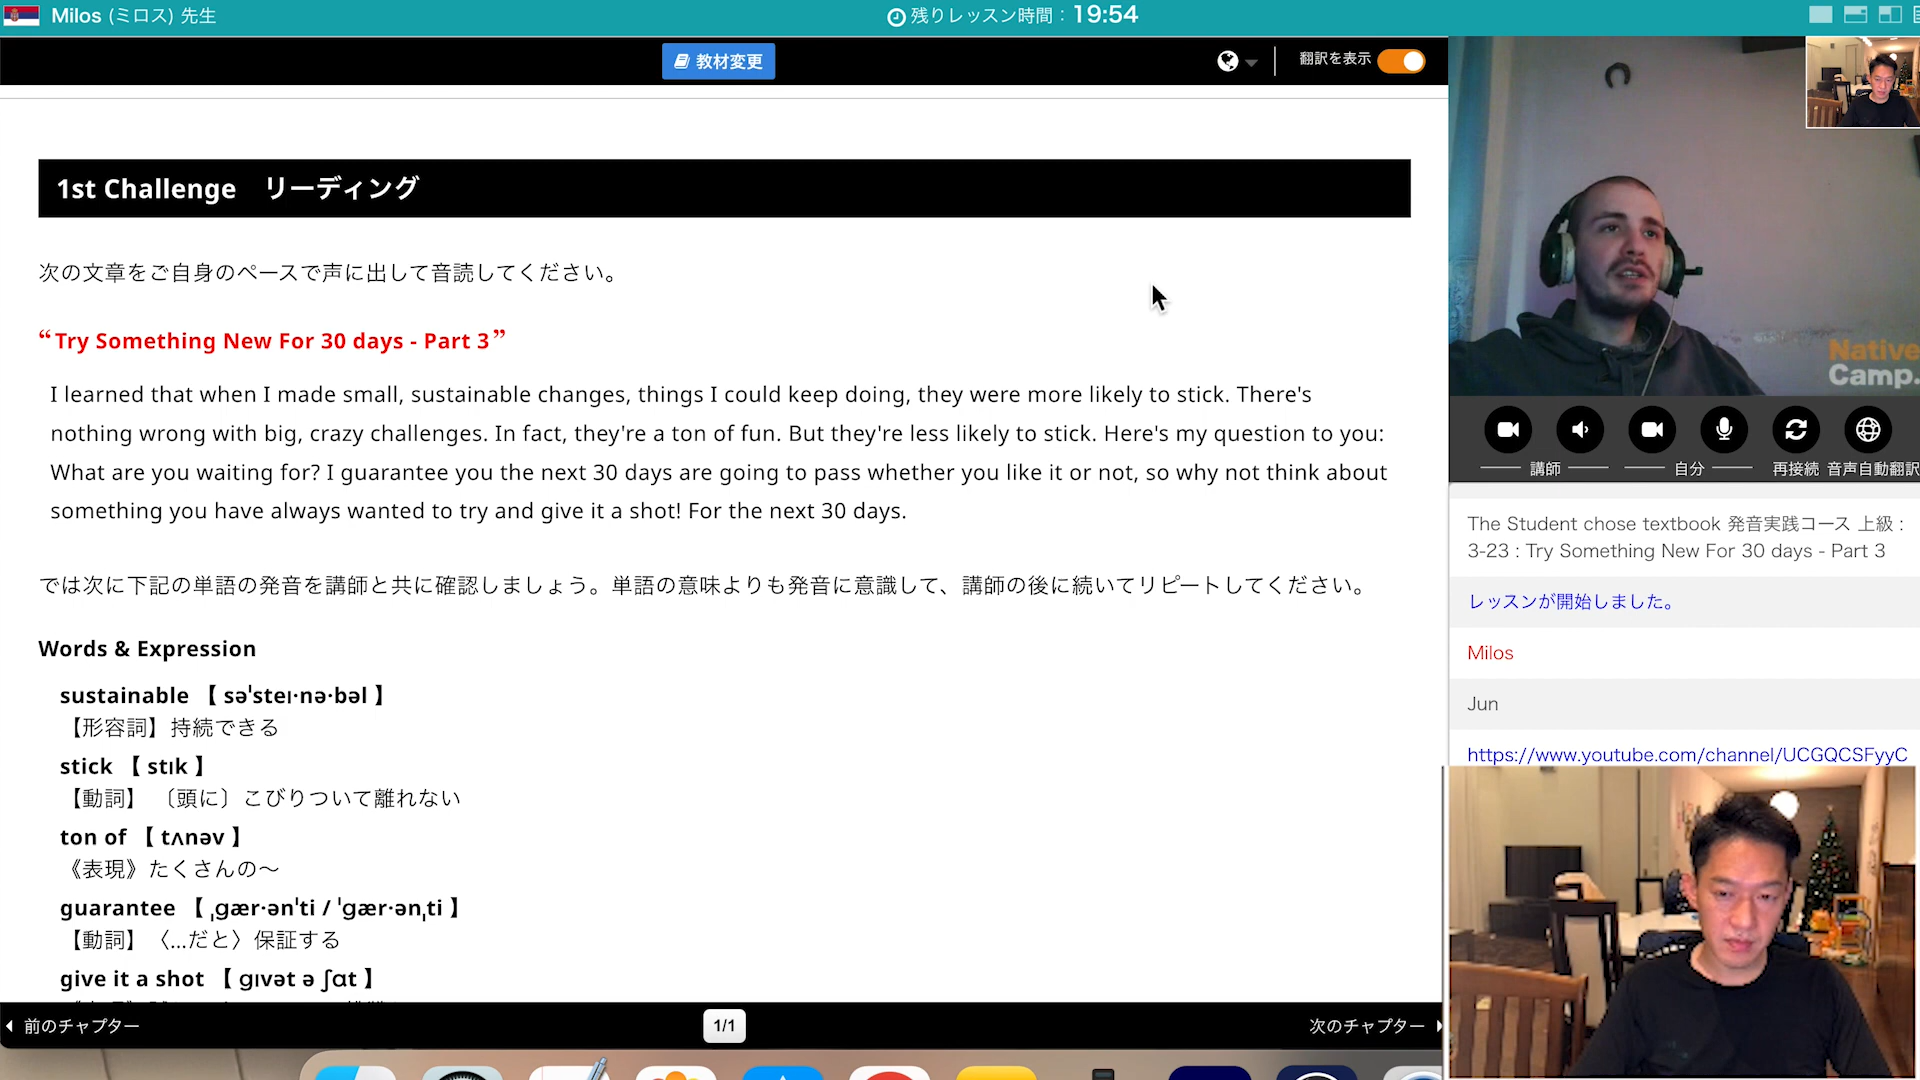 Milos (ミロス) 先生
残りレッスン時間 : 19:54
教材変更
翻訳を表示
1st Challenge リーディング
次の文章をご自身のペースで声に出して音読してください。
“Try Something New For 30 days - Part 3”
I learned that when I made small, sustainable changes, things I could keep doing, they were more likely to stick. There's
nothing wrong with big, crazy challenges. In fact, they're a ton of fun. But they're less likely to stick. Here's my question to you:
What are you waiting for? I guarantee you the next 30 days are going to pass whether you like it or not, so why not think about
something you have always wanted to try and give it a shot! For the next 30 days.
では次に下記の単語の発音を講師と共に確認しましょう。単語の意味よりも発音に意識して、講師の後に続いてリピートしてください。
Words & Expression
sustainable 【 səˈsteɪ·nə·bəl 】
【形容詞】持続できる
stick 【 stɪk 】
【動詞】 〔頭に〕こびりついて離れない
ton of 【 tʌnəv 】
《表現》たくさんの～
guarantee 【 ˌɡær·ənˈti / ˈɡær·ənˌti 】
【動詞】〈...だと〉保証する
give it a shot 【 ɡɪvət ə ʃɑt 】
前のチャプター
1/1
次のチャプター
Native
Camp.
講師
自分
再接続
音声自動翻訳
The Student chose textbook 発音実践コース 上級 :
3-23 : Try Something New For 30 days - Part 3
レッスンが開始しました。
Milos
Jun
https://www.youtube.com/channel/UCGQCSFyyC